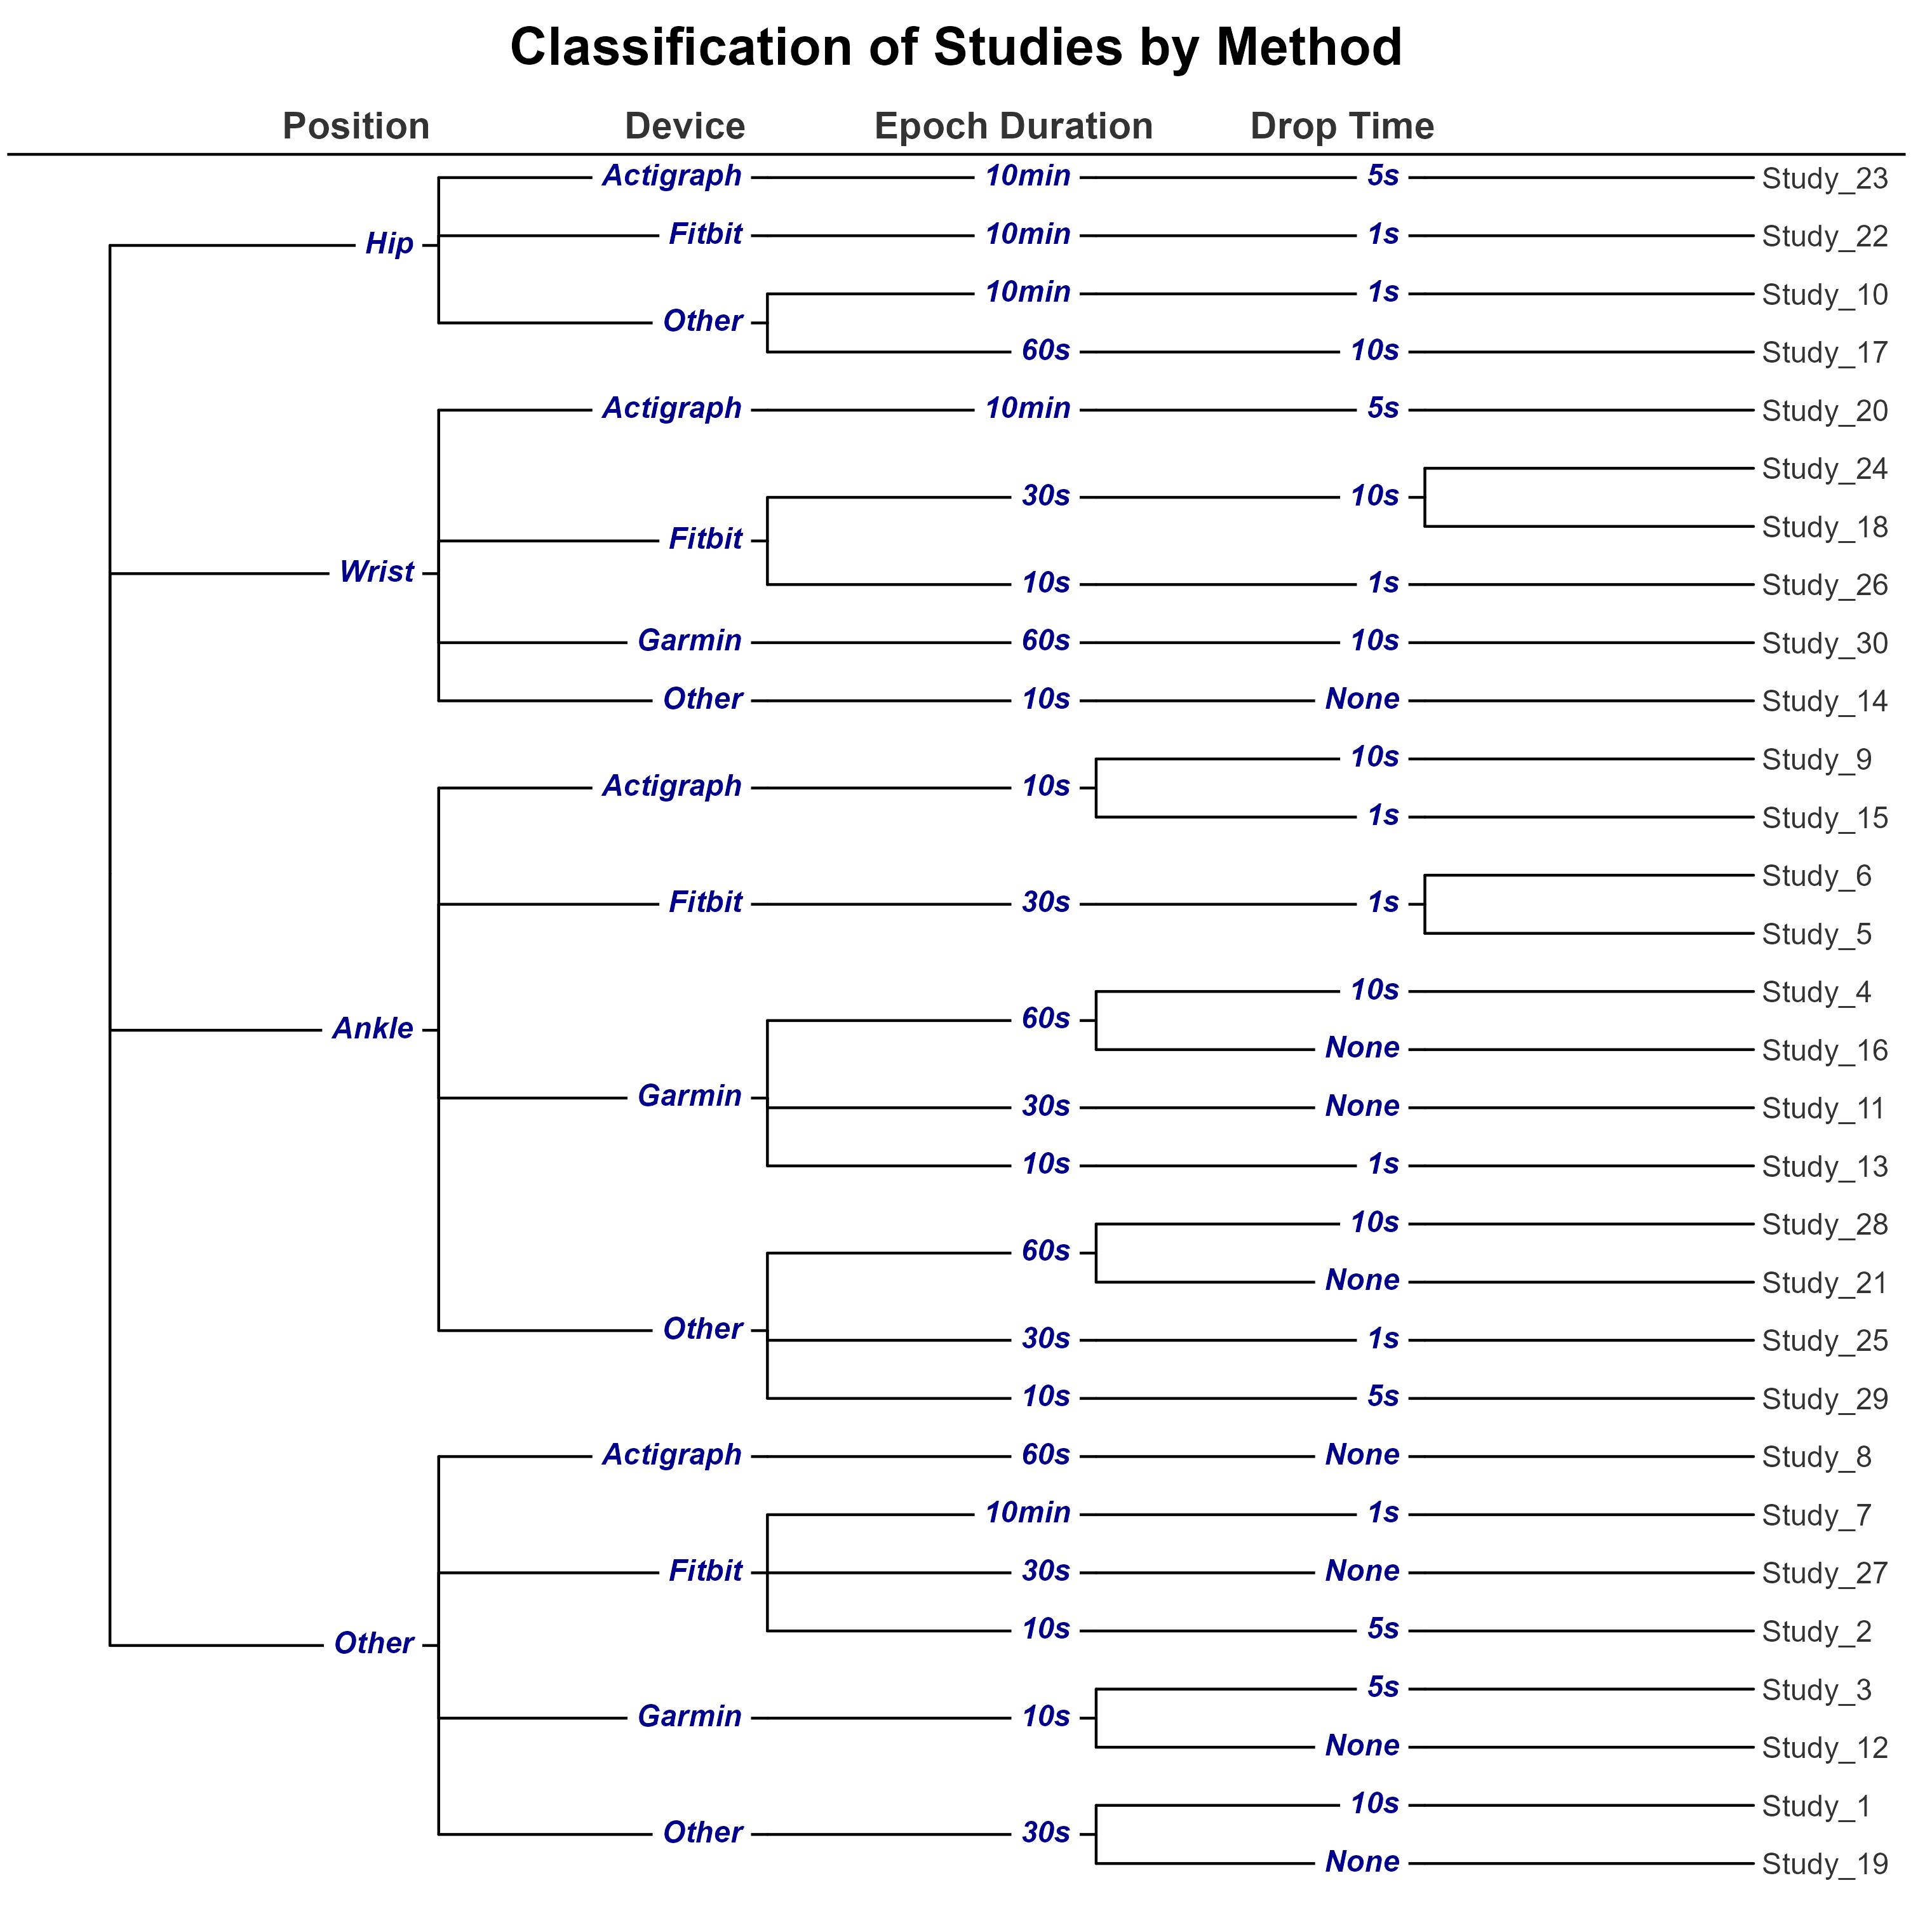 Classification of Studies by Method
Position Device Epoch Duration Drop Time
Actigraph 10min 5s Study_23
Hip Fitbit 10min 1s Study_22
10min 1s Study_10
Other
60s 10s Study_17
Actigraph 10min 5s Study_20
Study_24
30s 10s
Study_18
Fitbit
Wrist
10s 1s Study_26
Garmin 60s 10s Study_30
Other 10s None Study_14
10s Study_9
Actigraph 10s
1s Study_15
Study_6
Fitbit 30s 1s
Study_5
10s Study_4
60s
Ankle
None Study_16
Garmin
30s None Study_11
10s 1s Study_13
10s Study_28
60s
None Study_21
Other
30s 1s Study_25
10s 5s Study_29
Actigraph 60s None Study_8
10min 1s Study_7
Fitbit 30s None Study_27
10s 5s Study_2
Other
5s Study_3
Garmin 10s
None Study_12
10s Study_1
Other 30s
None Study_19